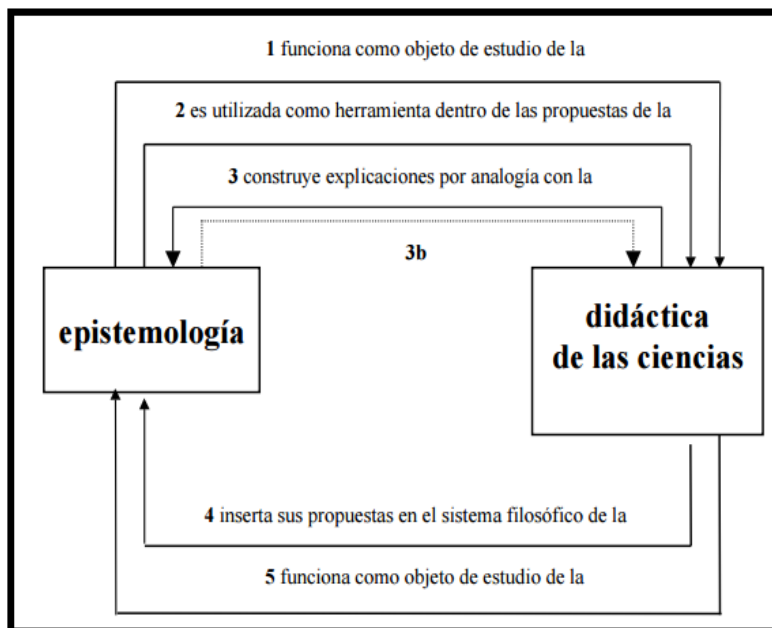 1 funciona como objeto de estudio de la
2 es utilizada como herramienta dentro de las propuestas de la
3 construye explicaciones por analogía con la
3b
epistemología
didáctica
de las ciencias
4 inserta sus propuestas en el sistema filosófico de la
5 funciona como objeto de estudio de la